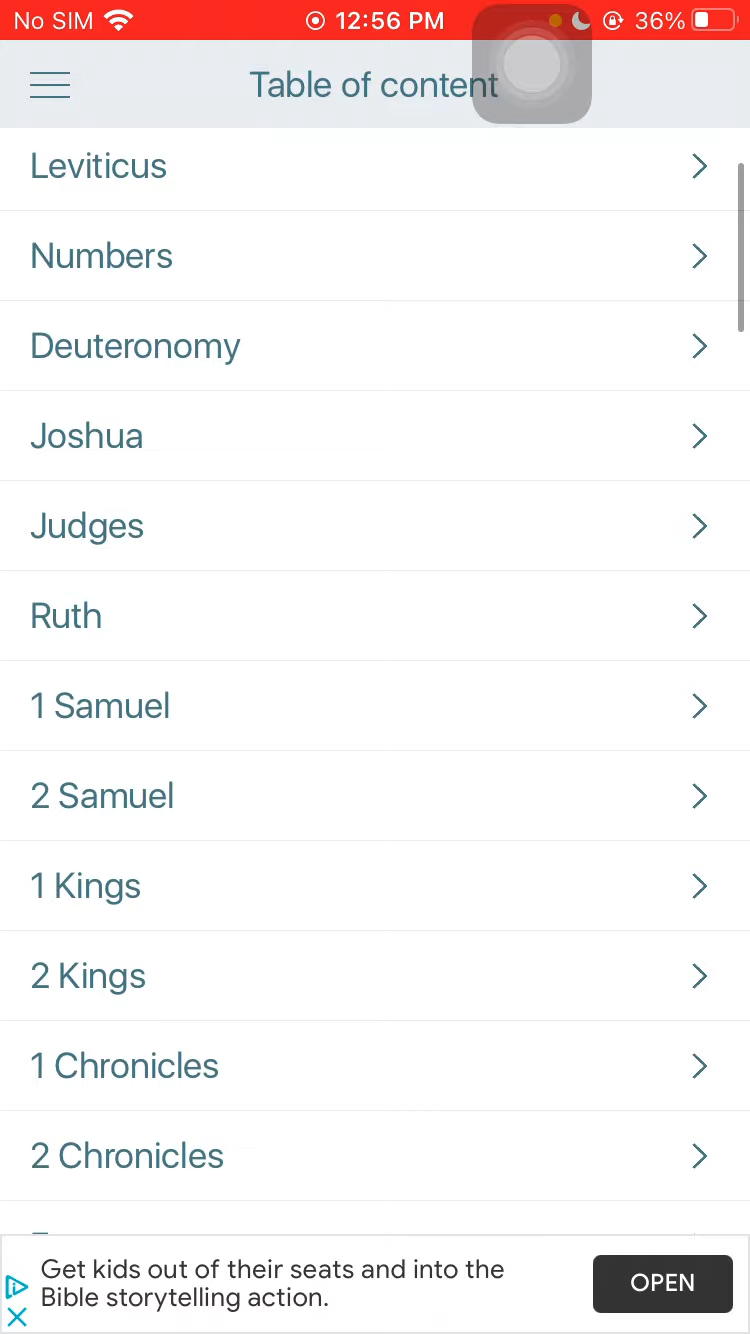 No SIM 12:56 PM 36%
Table of content
Leviticus
Numbers
Deuteronomy
Joshua
Judges
Ruth
1 Samuel
2 Samuel
1 Kings
2 Kings
1 Chronicles
2 Chronicles
Get kids out of their seats and into the
Bible storytelling action.
OPEN